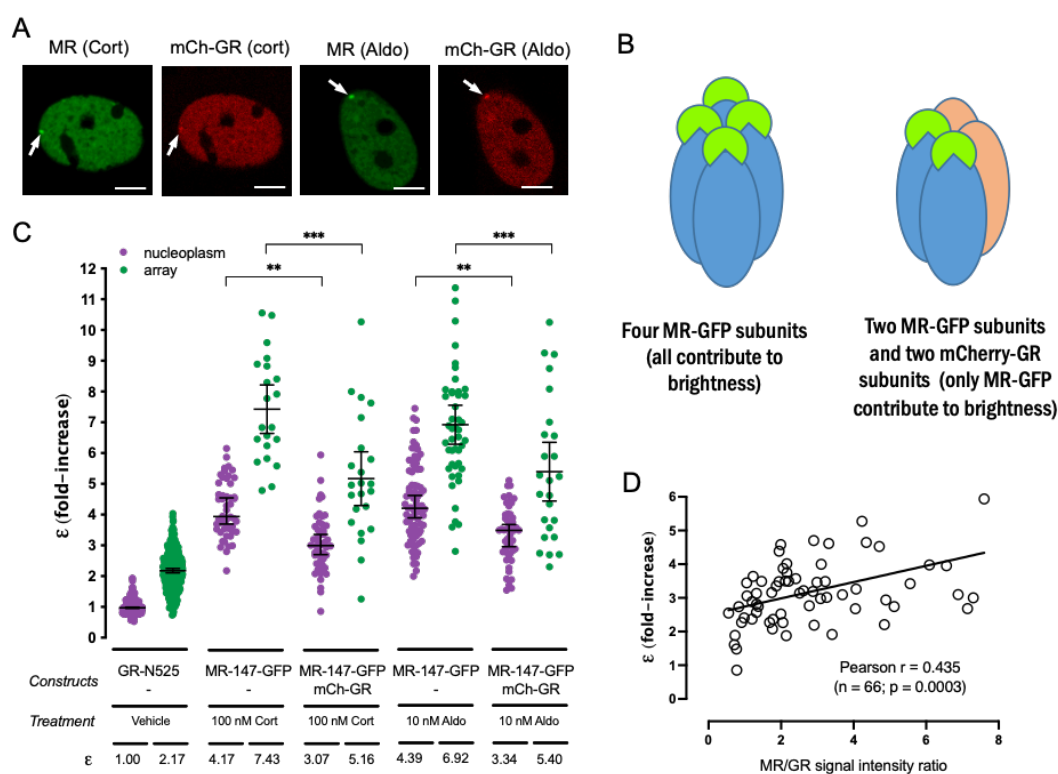 A
MR (Cort)
mCh-GR (cort)
MR (Aldo)
mCh-GR (Aldo)
B
Four MR-GFP subunits
(all contribute to
brightness)
Two MR-GFP subunits
and two mCherry-GR
subunits (only MR-GFP
contribute to brightness)
C
nucleoplasm
array
***
**
***
**
ε (fold-increase)
12
11
10
9
8
7
6
5
4
3
2
1
0
Constructs
GR-N525
-
MR-147-GFP
-
MR-147-GFP
mCh-GR
MR-147-GFP
-
MR-147-GFP
mCh-GR
Treatment
Vehicle
100 nM Cort
100 nM Cort
10 nM Aldo
10 nM Aldo
ε
1.00
2.17
4.17
7.43
3.07
5.16
4.39
6.92
3.34
5.40
D
ε (fold-increase)
6
5
4
3
2
1
0
Pearson r = 0.435
(n = 66; p = 0.0003)
0
2
4
6
8
MR/GR signal intensity ratio